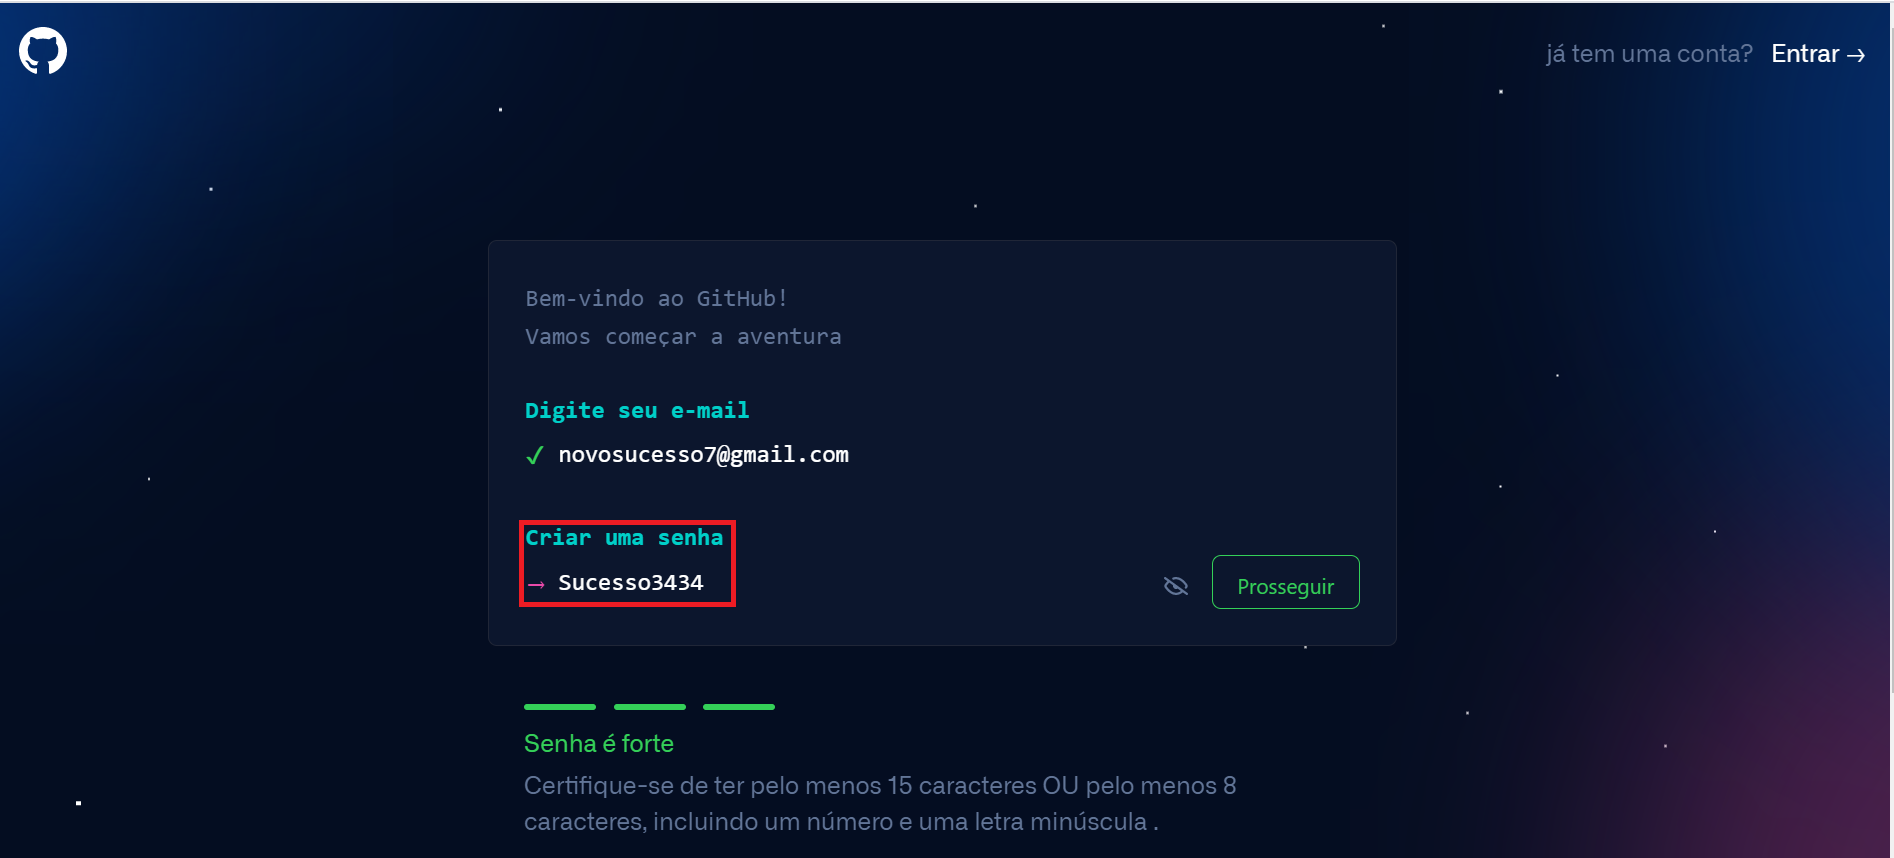 já tem uma conta? Entrar →
Bem-vindo ao GitHub!
Vamos começar a aventura
Digite seu e-mail
✓ novosucesso7@gmail.com
Criar uma senha
→ Sucesso3434
Prosseguir
Senha é forte
Certifique-se de ter pelo menos 15 caracteres OU pelo menos 8
caracteres, incluindo um número e uma letra minúscula .